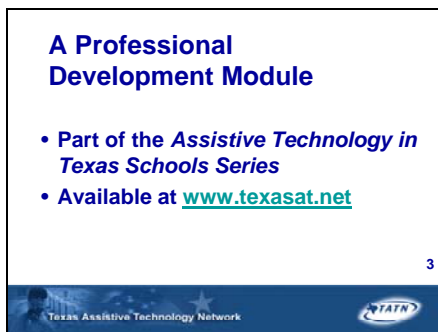 A Professional
Development Module
• Part of the Assistive Technology in
Texas Schools Series
• Available at www.texasat.net
3
Texas Assistive Technology Network
TATN